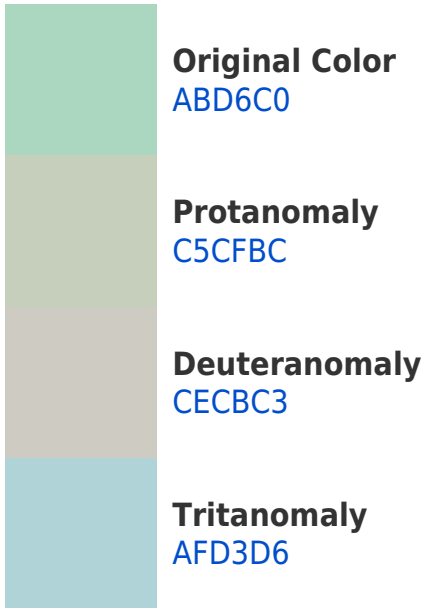 Original Color
ABD6C0
Protanomaly
C5CFBC
Deuteranomaly
CECBC3
Tritanomaly
AFD3D6